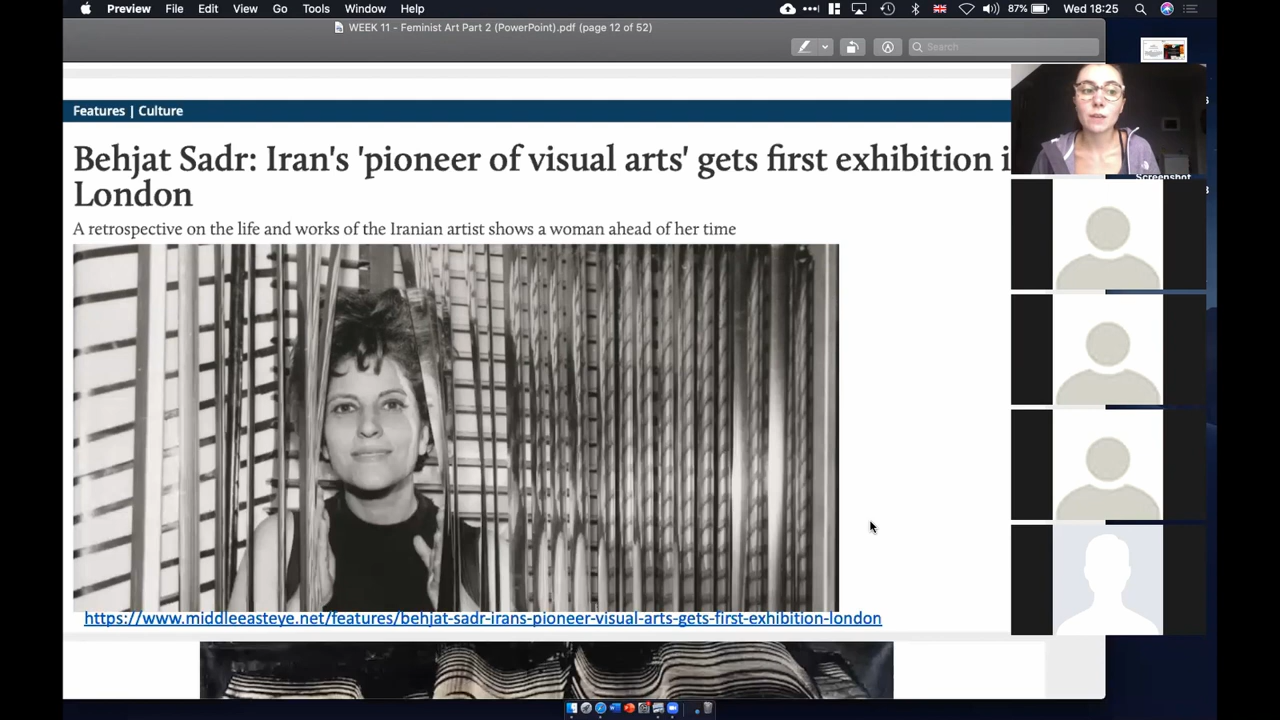 Preview File Edit View Go Tools Window Help
87% Wed 18:25
WEEK 11 - Feminist Art Part 2 (PowerPoint).pdf (page 12 of 52)
Search
Features | Culture
Behjat Sadr: Iran's 'pioneer of visual arts' gets first exhibition i
London
A retrospective on the life and works of the Iranian artist shows a woman ahead of her time
Screenshot
https://www.middleeasteye.net/features/behjat-sadr-irans-pioneer-visual-arts-gets-first-exhibition-london